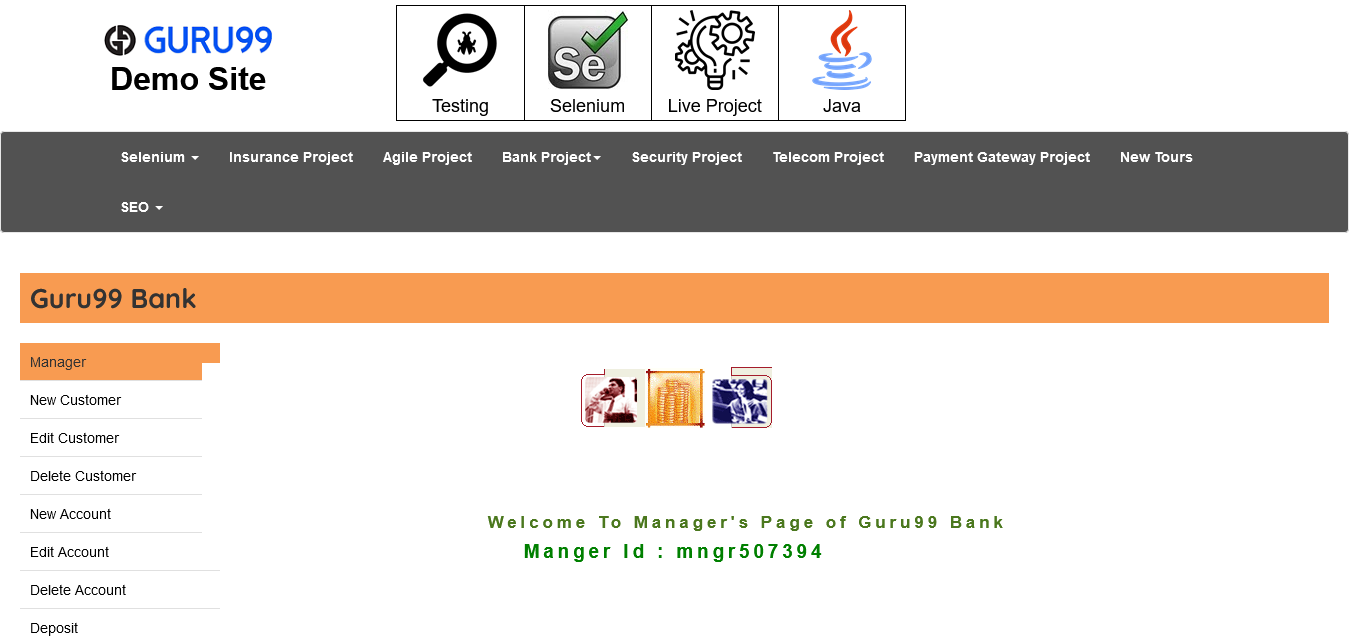 GURU99
Demo Site
Se
Testing
Selenium
Live Project
Java
Selenium
Insurance Project
Agile Project
Bank Project
Security Project
Telecom Project
Payment Gateway Project
New Tours
SEO
Guru99 Bank
Manager
New Customer
Edit Customer
Delete Customer
New Account
Edit Account
Delete Account
Deposit
Welcome To Manager's Page of Guru99 Bank
Manger Id : mngr507394